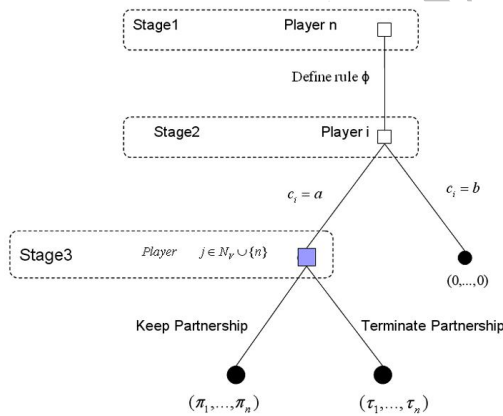 Stage1 Player n
Define rule ϕ
Stage2 Player i
c_i = a
c_i = b
Stage3 Player j ∈ N_V ∪ {n}
(0,...,0)
Keep Partnership Terminate Partnership
(π_1,...,π_n) (τ_1,...,τ_n)